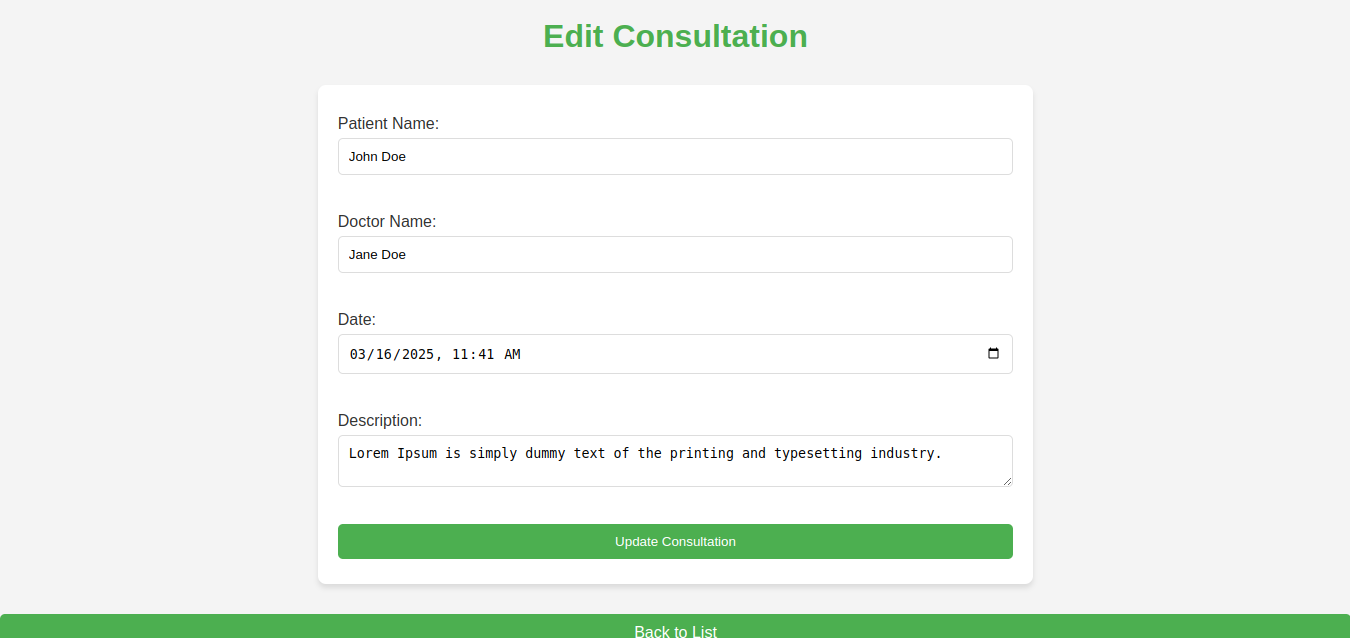 Edit Consultation
Patient Name:
John Doe
Doctor Name:
Jane Doe
Date:
03/16/2025, 11:41 AM
Description:
Lorem Ipsum is simply dummy text of the printing and typesetting industry.
Update Consultation
Back to List